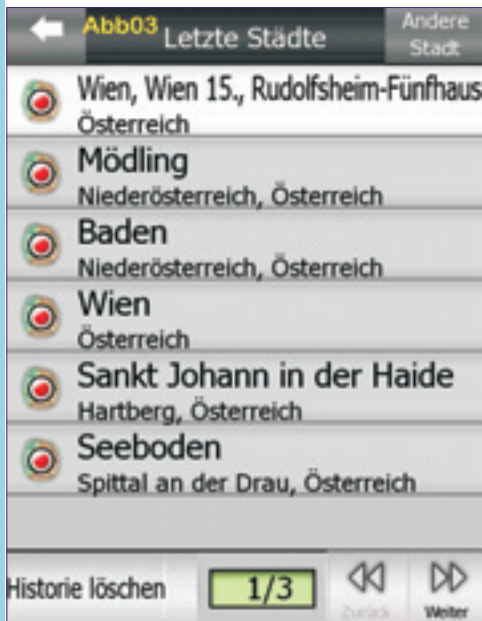 Abb03 Letzte Städte Andere Stadt
Wien, Wien 15., Rudolfsheim-Fünfhaus
Österreich
Mödling
Niederösterreich, Österreich
Baden
Niederösterreich, Österreich
Wien
Österreich
Sankt Johann in der Haide
Hartberg, Österreich
Seeboden
Spittal an der Drau, Österreich
Historie löschen 1/3 Zurück Weiter